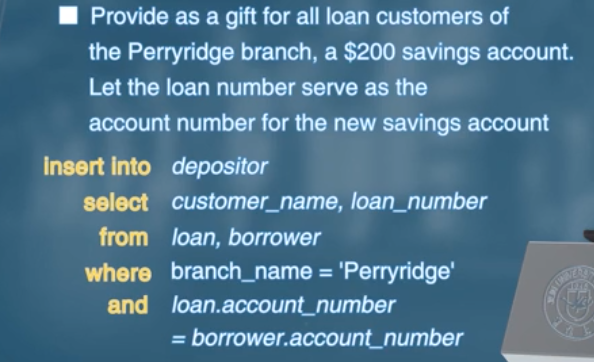 Provide as a gift for all loan customers of
the Perryridge branch, a $200 savings account.
Let the loan number serve as the
account number for the new savings account
insert into depositor
select customer_name, loan_number
from loan, borrower
where branch_name = 'Perryridge'
and loan.account_number
= borrower.account_number